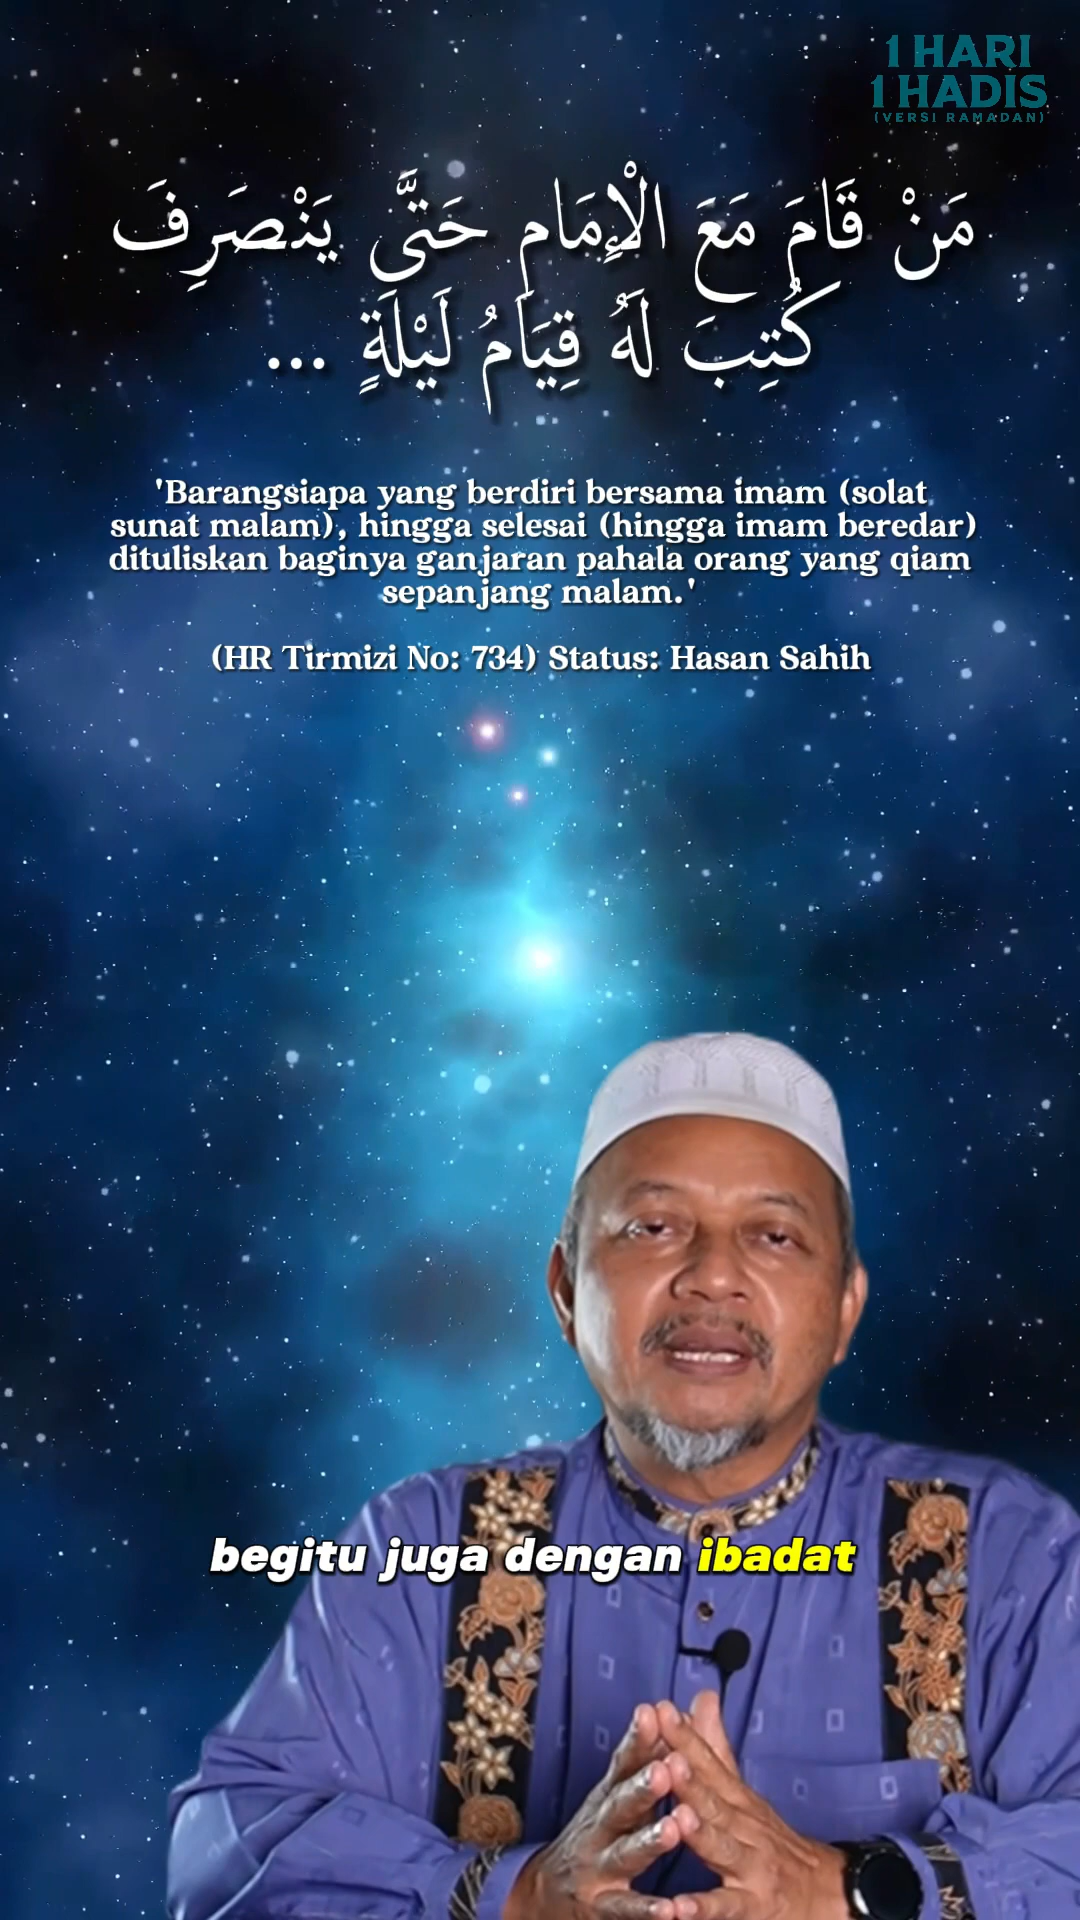 1 HARI
1 HADIS
(VERSI RAMADAN)
مَنْ قَامَ مَعَ الْإِمَامِ حَتَّى يَنْصَرِفَ
كُتِبَ لَهُ قِيَامُ لَيْلَةٍ ...
'Barangsiapa yang berdiri bersama imam (solat
sunat malam), hingga selesai (hingga imam beredar)
dituliskan baginya ganjaran pahala orang yang qiam
sepanjang malam.'
(HR Tirmizi No: 734) Status: Hasan Sahih
begitu juga dengan ibadat